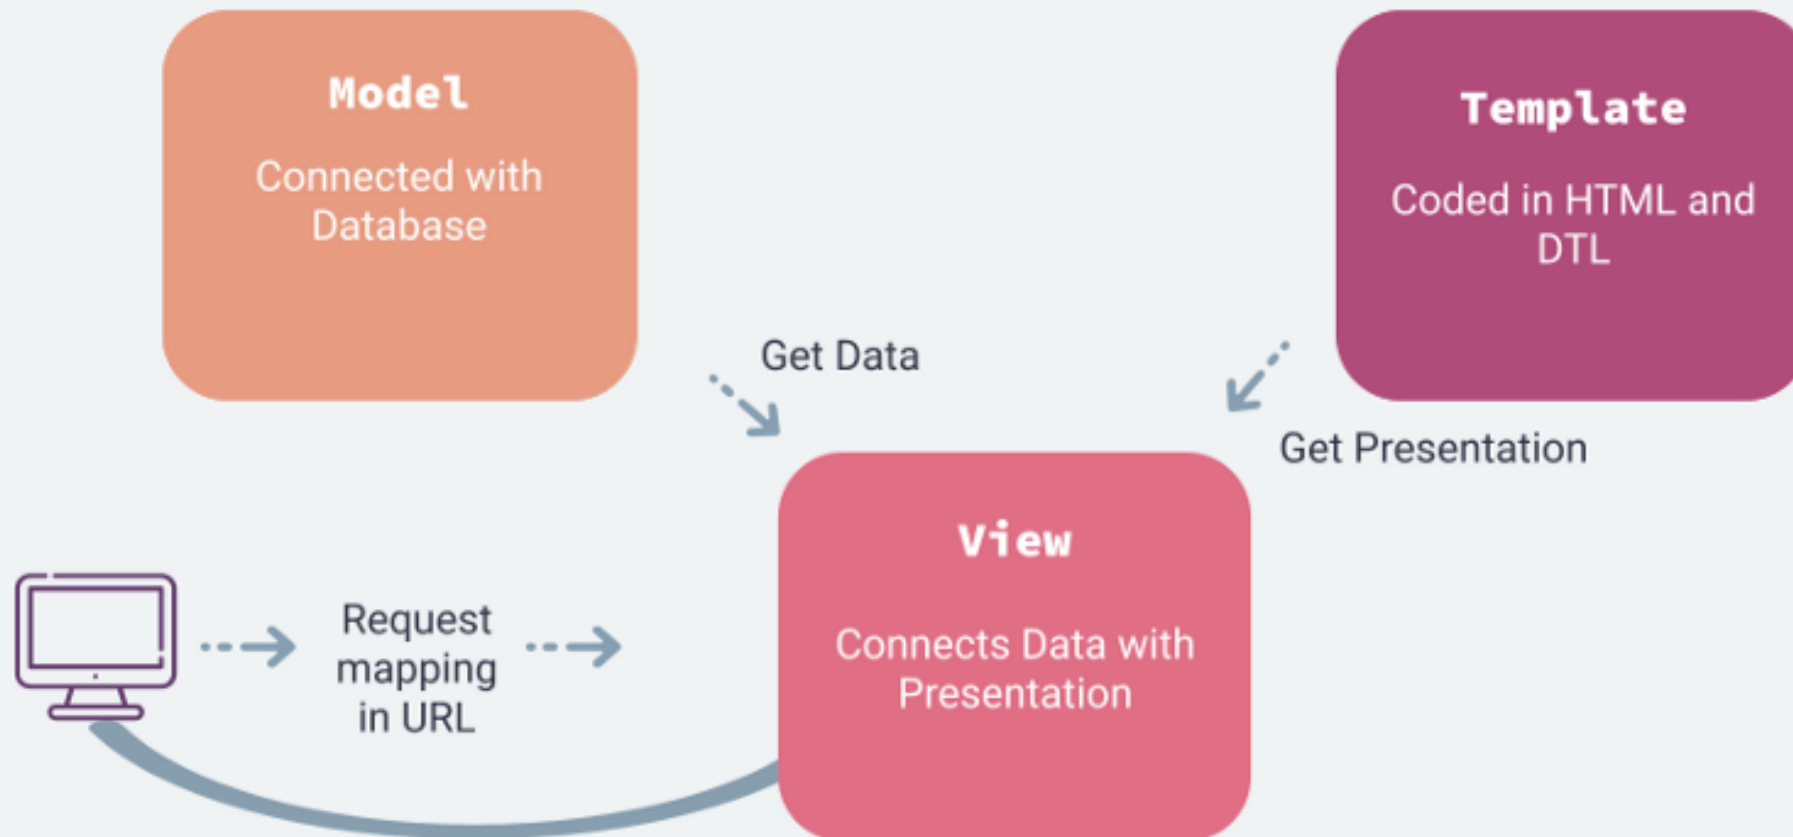 Model
Connected with
Database
Template
Coded in HTML and
DTL
Get Data
Get Presentation
View
Connects Data with
Presentation
Request
mapping
in URL